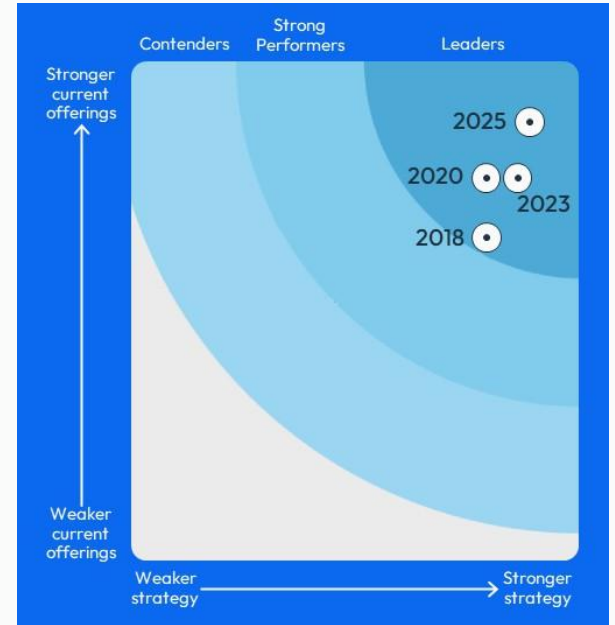 Contenders
Strong
Performers
Leaders
Stronger
current
offerings
2025
2020
2023
2018
Weaker
current
offerings
Weaker
strategy
Stronger
strategy